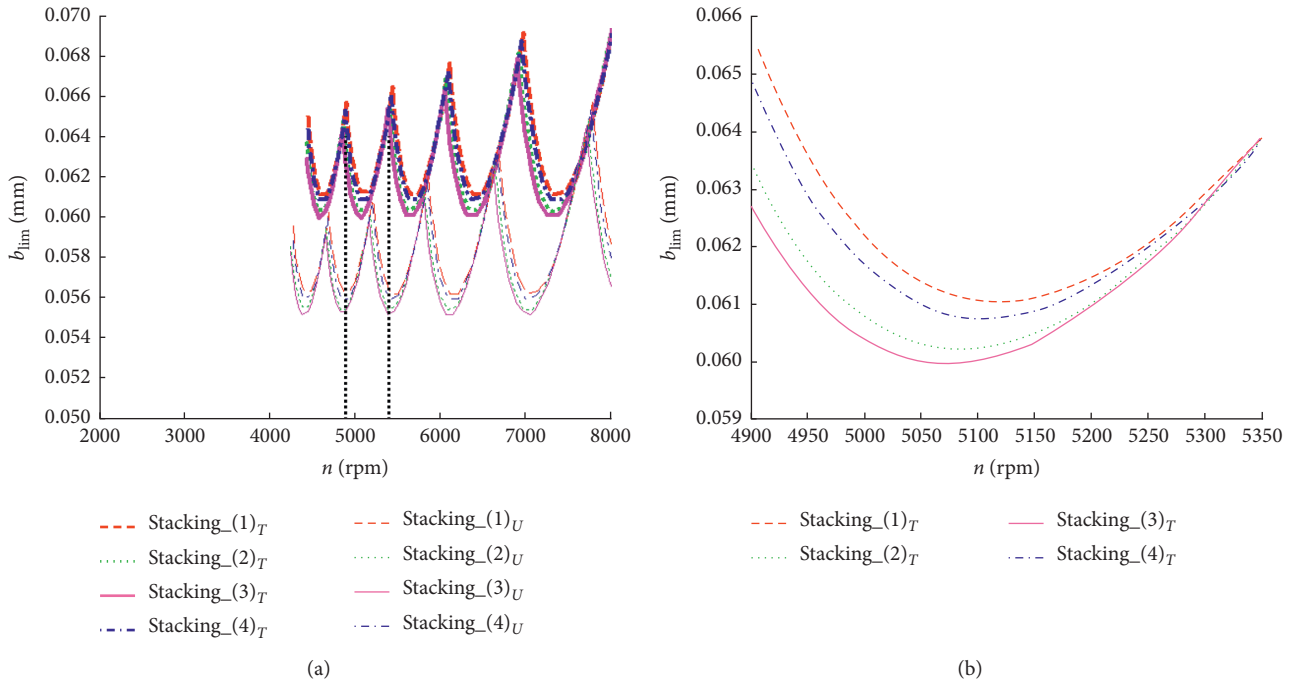 0.070
0.068
0.066
0.064
0.062
0.060
0.058
0.056
0.054
0.052
0.050
b_lim (mm)
2000 3000 4000 5000 6000 7000 8000
n (rpm)
Stacking_(1)_T
Stacking_(2)_T
Stacking_(3)_T
Stacking_(4)_T
Stacking_(1)_U
Stacking_(2)_U
Stacking_(3)_U
Stacking_(4)_U
(a)
0.066
0.065
0.064
0.063
0.062
0.061
0.060
0.059
b_lim (mm)
4900 4950 5000 5050 5100 5150 5200 5250 5300 5350
n (rpm)
Stacking_(1)_T
Stacking_(2)_T
Stacking_(3)_T
Stacking_(4)_T
(b)